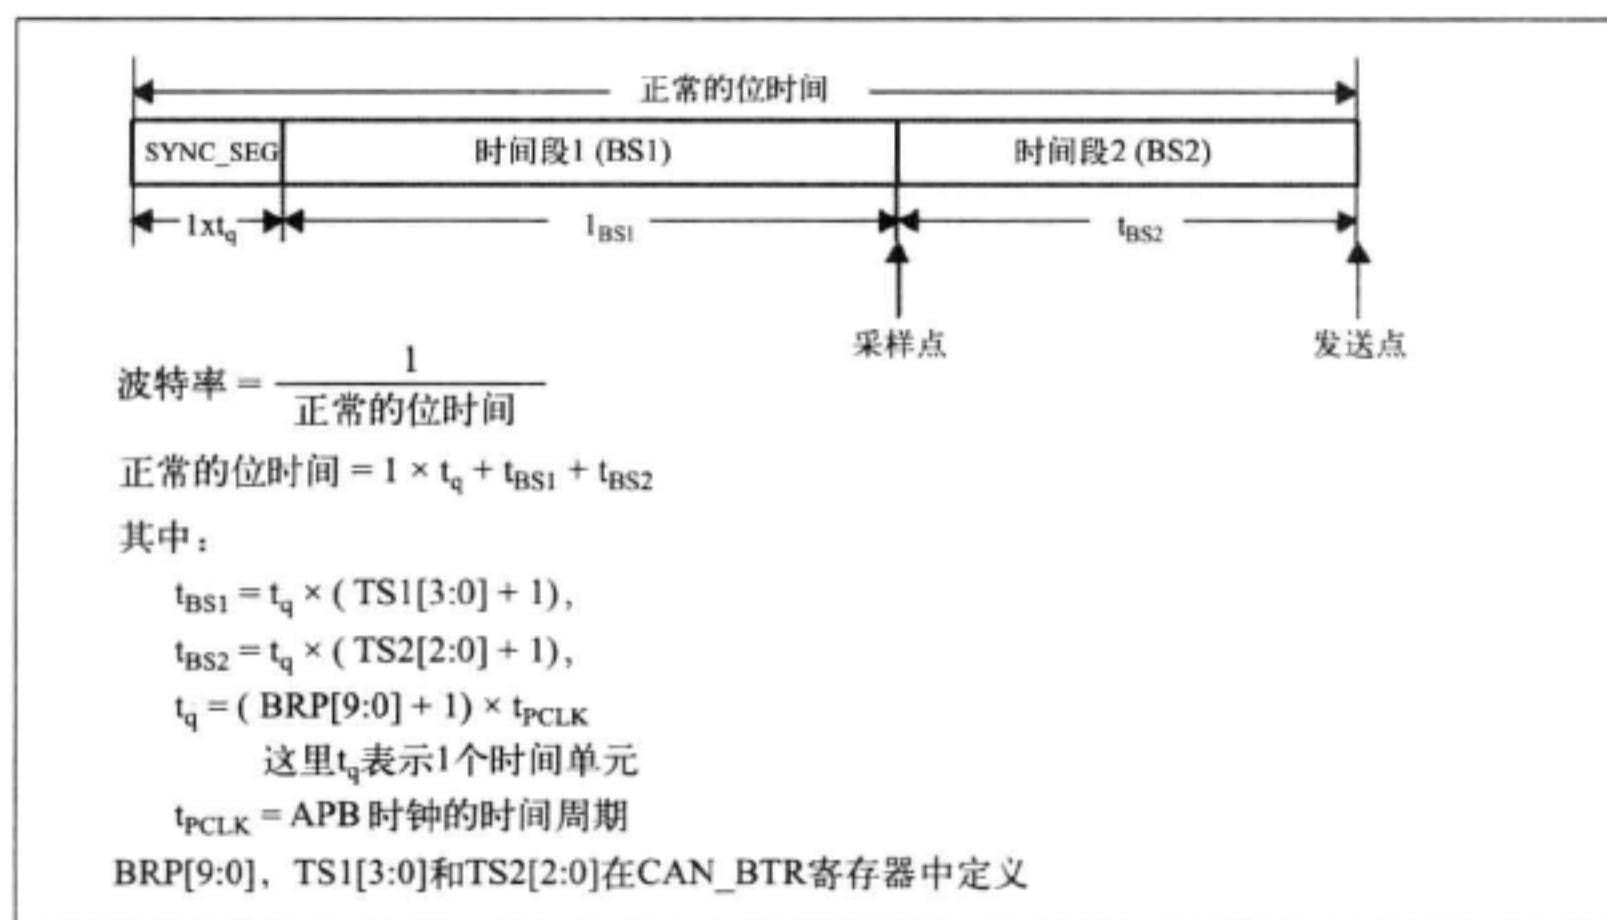 正常的位时间
SYNC_SEG 时间段1 (BS1) 时间段2 (BS2)
1xtq lBS1 tBS2
采样点 发送点
波特率 = 1 / 正常的位时间
正常的位时间 = 1 × tq + tBS1 + tBS2
其中：
tBS1 = tq × ( TS1[3:0] + 1),
tBS2 = tq × ( TS2[2:0] + 1),
tq = ( BRP[9:0] + 1) × tPCLK
这里tq表示1个时间单元
tPCLK = APB 时钟的时间周期
BRP[9:0]，TS1[3:0]和TS2[2:0]在CAN_BTR寄存器中定义